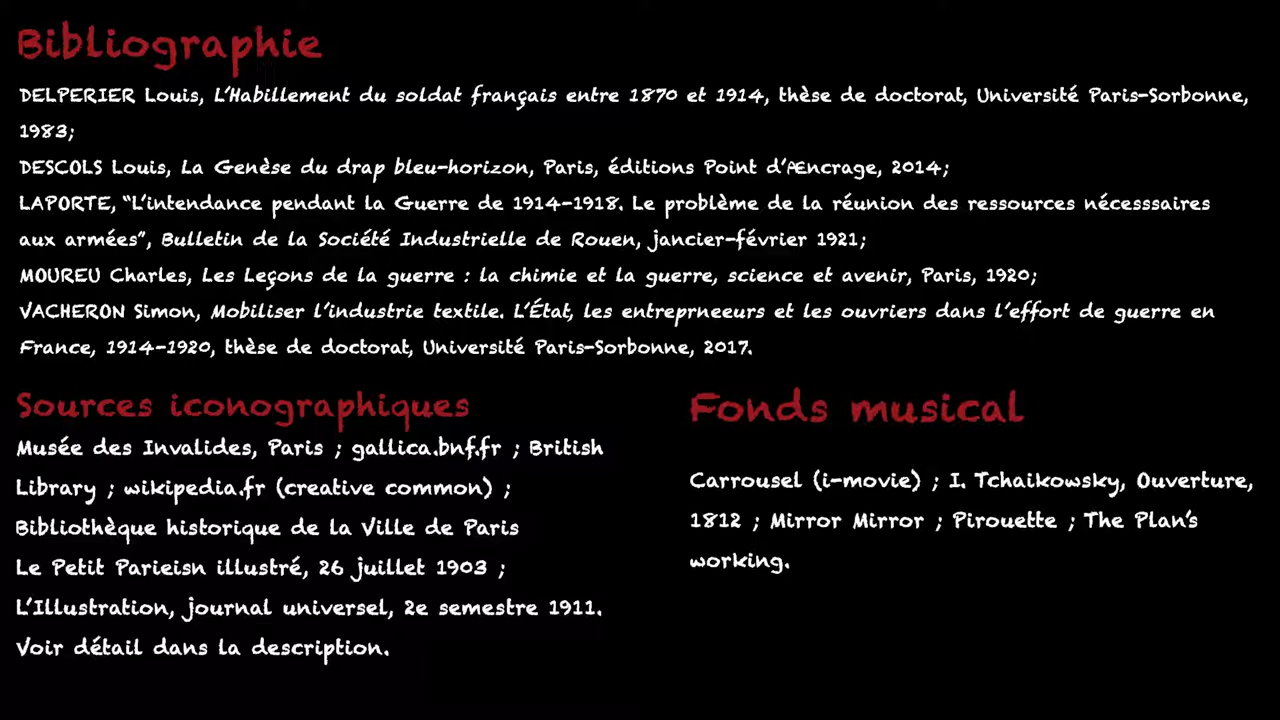 Bibliographie
DELPERIER Louis, L'Habillement du soldat français entre 1870 et 1914, thèse de doctorat, Université Paris-Sorbonne,
1983;
DESCOLS Louis, La Genèse du drap bleu-horizon, Paris, éditions Point d'Æncrage, 2014;
LAPORTE, "L'intendance pendant la Guerre de 1914-1918. Le problème de la réunion des ressources nécesssaires
aux armées", Bulletin de la Société Industrielle de Rouen, jancier-février 1921;
MOUREU Charles, Les Leçons de la guerre : la chimie et la guerre, science et avenir, Paris, 1920;
VACHERON Simon, Mobiliser l'industrie textile. L'État, les entreprneeurs et les ouvriers dans l'effort de guerre en
France, 1914-1920, thèse de doctorat, Université Paris-Sorbonne, 2017.
Sources iconographiques
Musée des Invalides, Paris ; gallica.bnf.fr ; British
Library ; wikipedia.fr (creative common) ;
Bibliothèque historique de la Ville de Paris
Le Petit Parieisn illustré, 26 juillet 1903 ;
L'Illustration, journal universel, 2e semestre 1911.
Voir détail dans la description.
Fonds musical
Carrousel (i-movie) ; I. Tchaikowsky, Ouverture,
1812 ; Mirror Mirror ; Pirouette ; The Plan's
working.